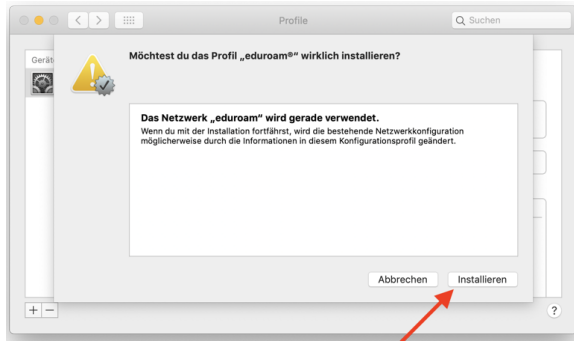 Profile
Suchen
Gerät
Möchtest du das Profil „eduroam®“ wirklich installieren?
Das Netzwerk „eduroam“ wird gerade verwendet.
Wenn du mit der Installation fortfährst, wird die bestehende Netzwerkkonfiguration
möglicherweise durch die Informationen in diesem Konfigurationsprofil geändert.
Abbrechen
Installieren
+ −
?